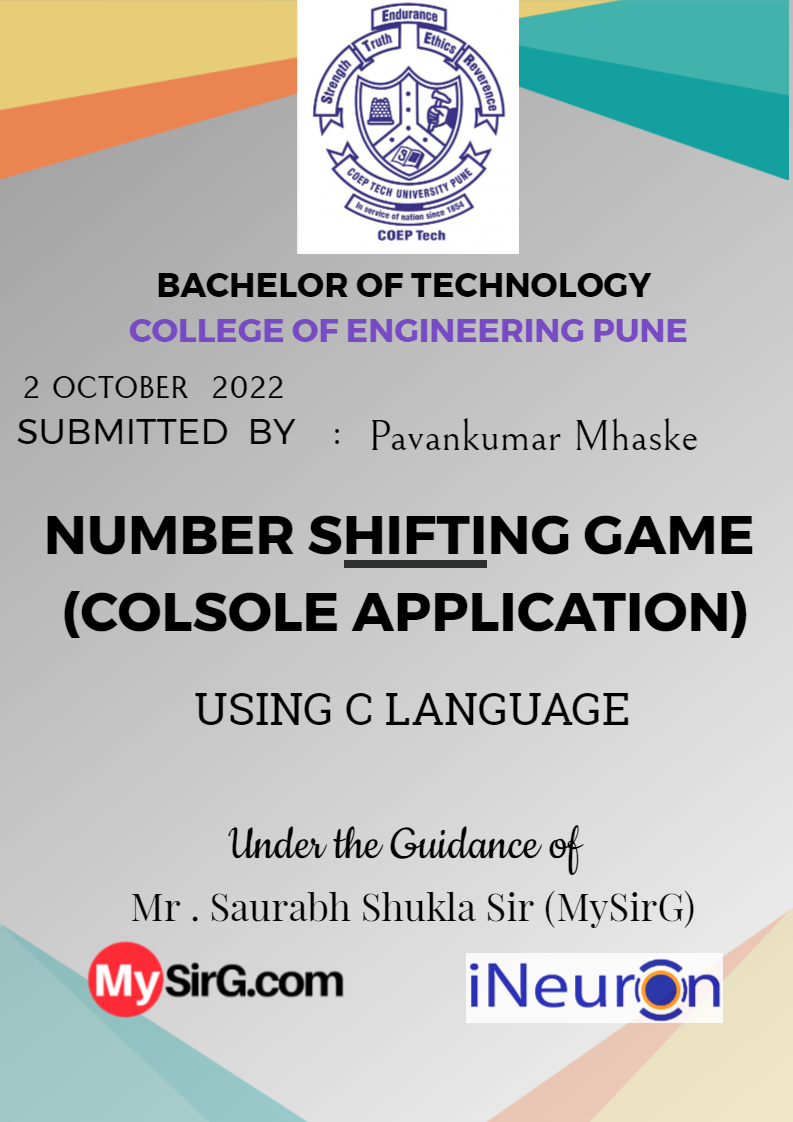 Endurance
Truth Ethics
Strength Reverence
COEP TECH UNIVERSITY PUNE
In service of nation since 1854
COEP Tech
BACHELOR OF TECHNOLOGY
COLLEGE OF ENGINEERING PUNE
2 OCTOBER 2022
SUBMITTED BY : Pavankumar Mhaske
NUMBER SHIFTING GAME
(COLSOLE APPLICATION)
USING C LANGUAGE
Under the Guidance of
Mr . Saurabh Shukla Sir (MySirG)
MySirG.com iNeuron